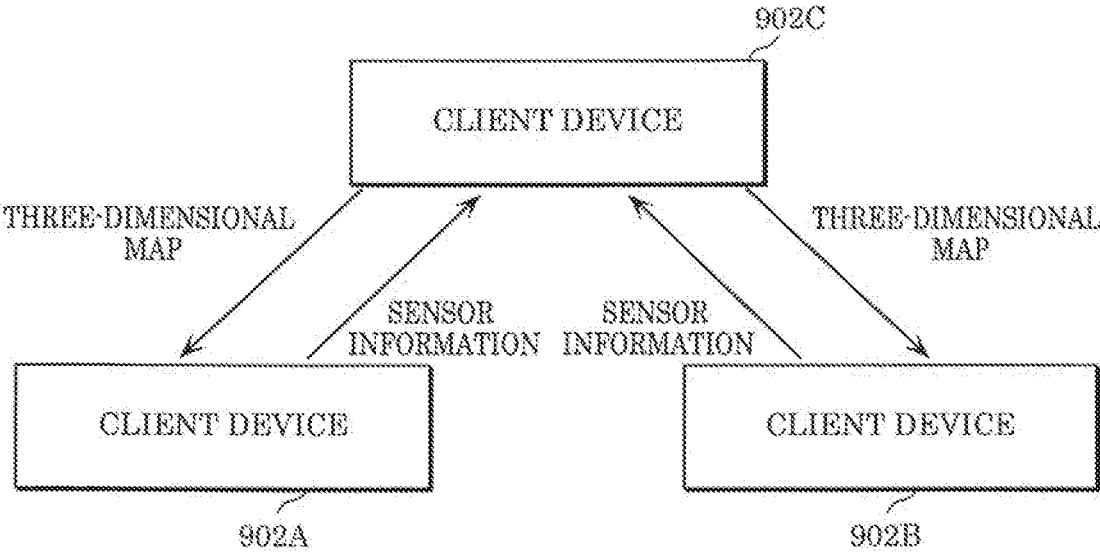 902C
CLIENT DEVICE
THREE-DIMENSIONAL
MAP
THREE-DIMENSIONAL
MAP
SENSOR
INFORMATION
SENSOR
INFORMATION
CLIENT DEVICE
CLIENT DEVICE
902A
902B